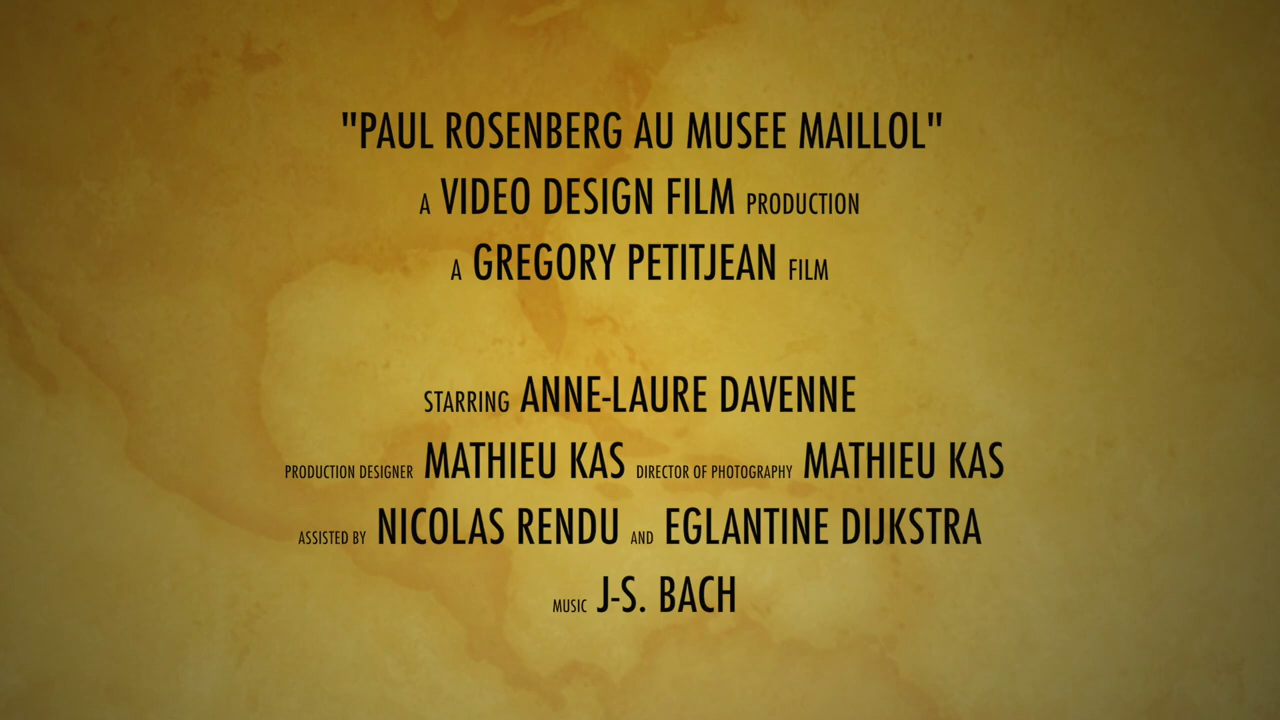 "PAUL ROSENBERG AU MUSEE MAILLOL"
A VIDEO DESIGN FILM PRODUCTION
A GREGORY PETITJEAN FILM
STARRING ANNE-LAURE DAVENNE
PRODUCTION DESIGNER MATHIEU KAS DIRECTOR OF PHOTOGRAPHY MATHIEU KAS
ASSISTED BY NICOLAS RENDU AND EGLANTINE DIJKSTRA
MUSIC J-S. BACH